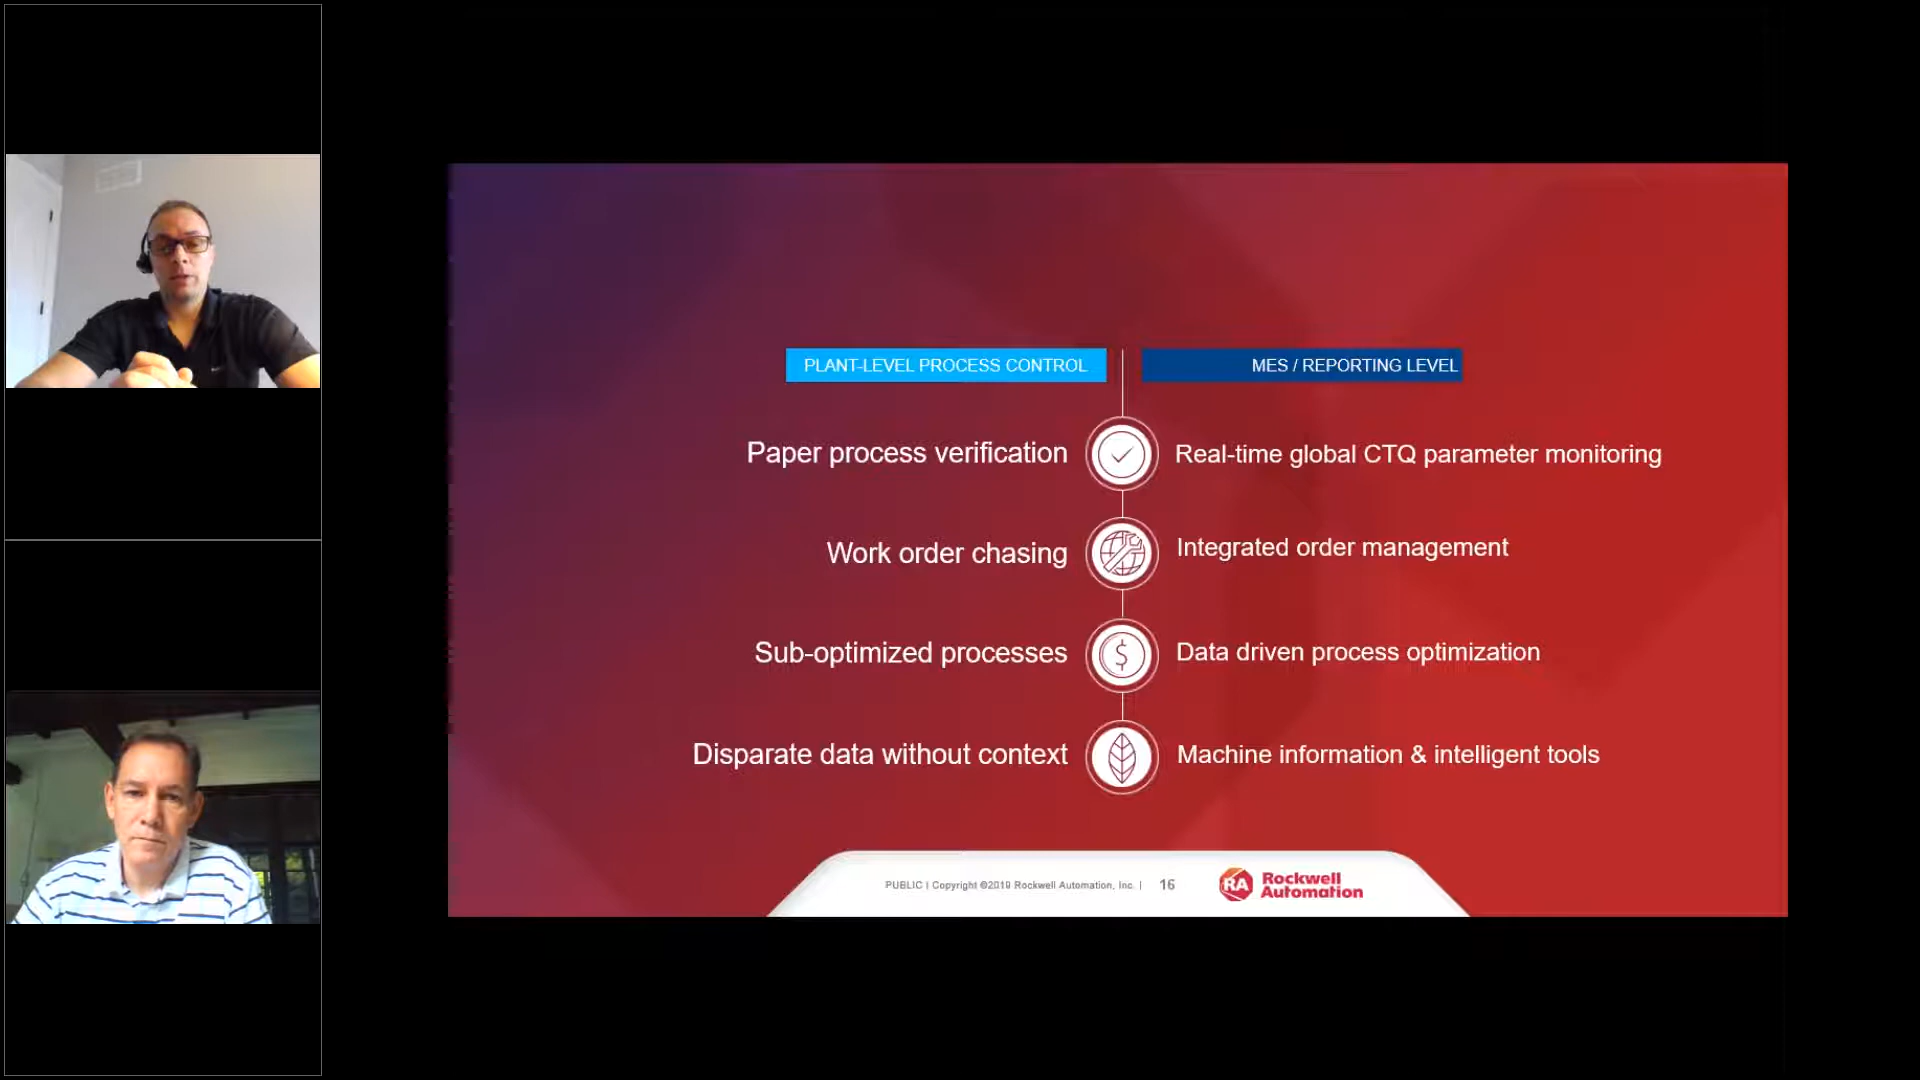 PLANT-LEVEL PROCESS CONTROL
MES / REPORTING LEVEL
Paper process verification
Real-time global CTQ parameter monitoring
Work order chasing
Integrated order management
Sub-optimized processes
$
Data driven process optimization
Disparate data without context
Machine information & intelligent tools
PUBLIC | Copyright ©2019 Rockwell Automation, Inc. |
16
RA
Rockwell
Automation